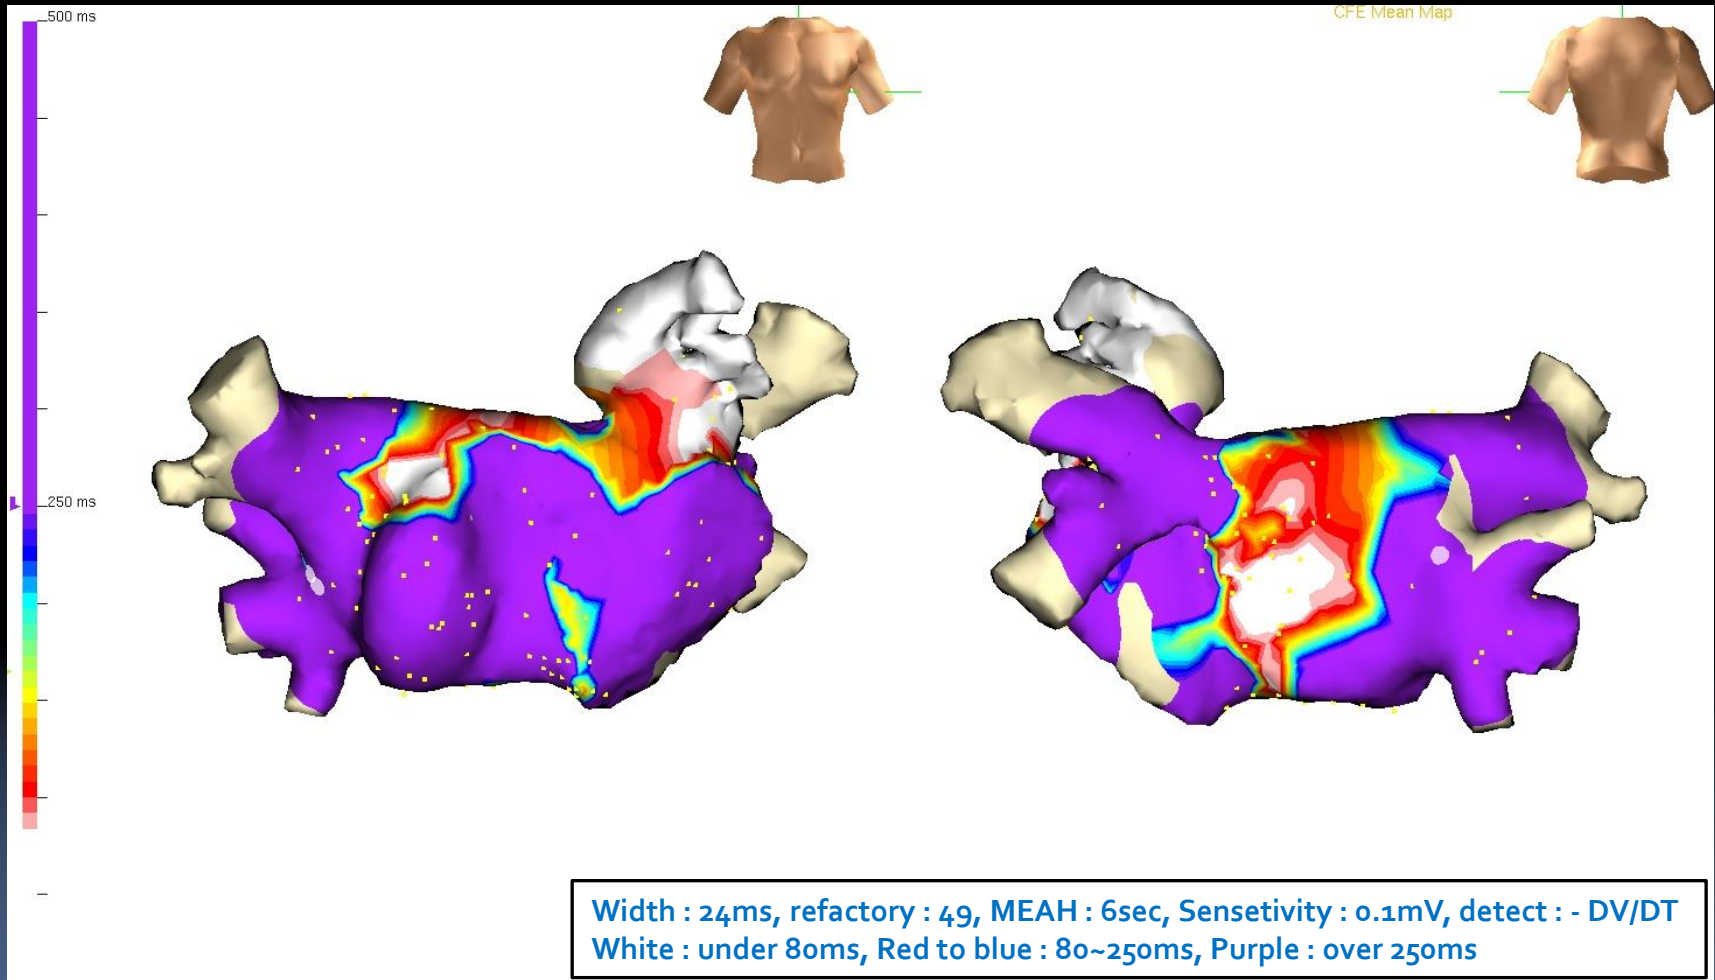 500 ms
CFE Mean Map
250 ms
Width : 24ms, refactory : 49, MEAH : 6sec, Sensetivity : 0.1mV, detect : - DV/DT
White : under 80ms, Red to blue : 80~250ms, Purple : over 250ms